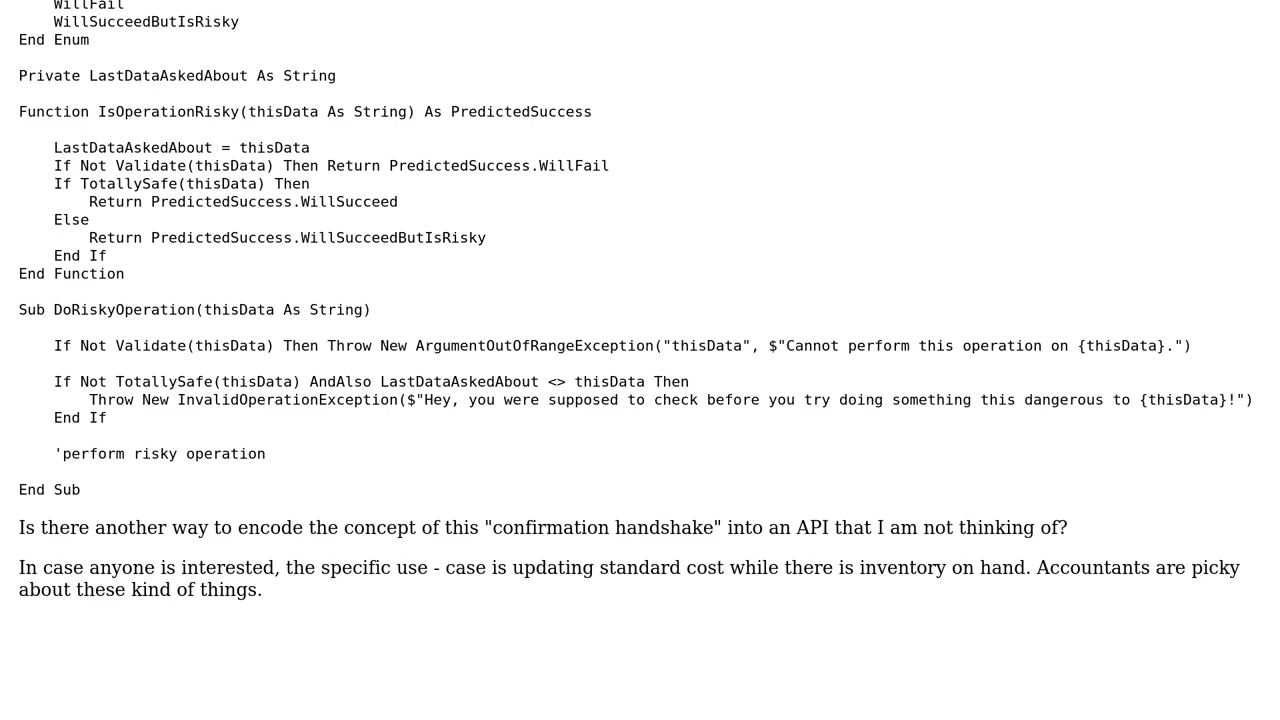 WillFail
WillSucceedButIsRisky
End Enum
Private LastDataAskedAbout As String
Function IsOperationRisky(thisData As String) As PredictedSuccess
LastDataAskedAbout = thisData
If Not Validate(thisData) Then Return PredictedSuccess.WillFail
If TotallySafe(thisData) Then
Return PredictedSuccess.WillSucceed
Else
Return PredictedSuccess.WillSucceedButIsRisky
End If
End Function
Sub DoRiskyOperation(thisData As String)
If Not Validate(thisData) Then Throw New ArgumentOutOfRangeException("thisData", $"Cannot perform this operation on {thisData}.")
If Not TotallySafe(thisData) AndAlso LastDataAskedAbout <> thisData Then
Throw New InvalidOperationException($"Hey, you were supposed to check before you try doing something this dangerous to {thisData}!")
End If
'perform risky operation
End Sub
Is there another way to encode the concept of this "confirmation handshake" into an API that I am not thinking of?
In case anyone is interested, the specific use - case is updating standard cost while there is inventory on hand. Accountants are picky
about these kind of things.